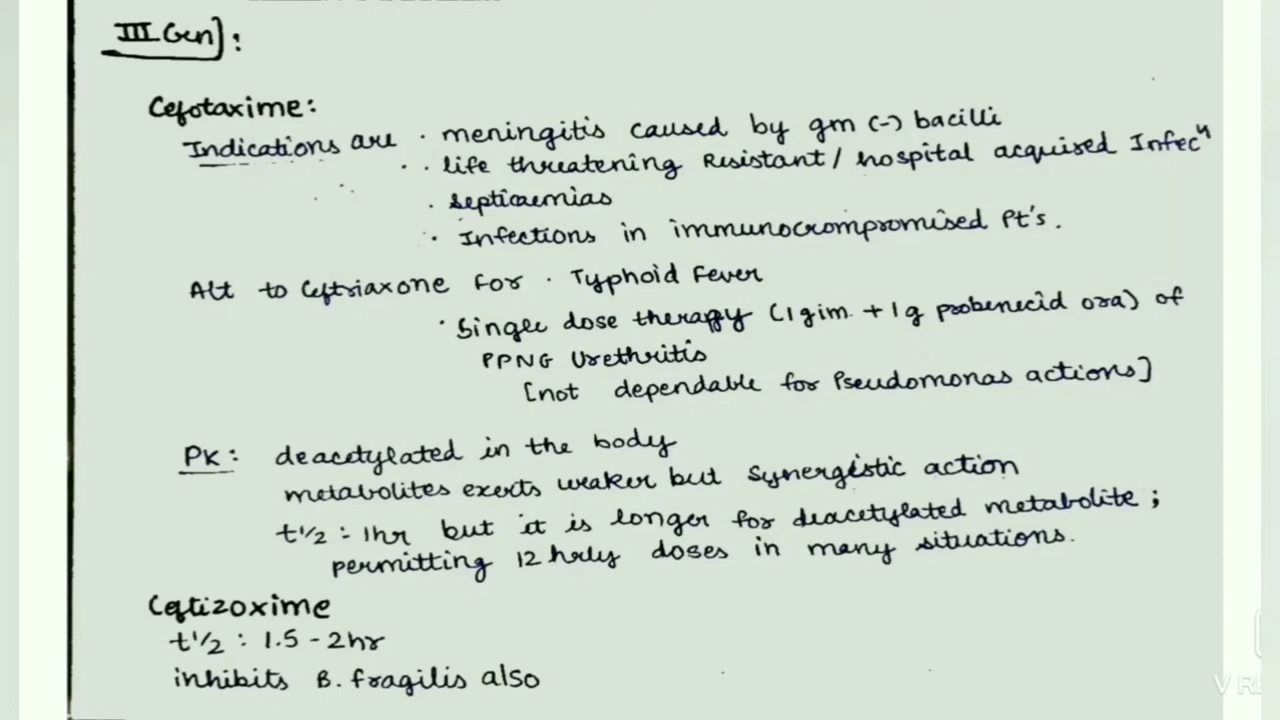 III Gen]:
Cefotaxime:
Indications are · meningitis caused by gm (-) bacilli
· life threatening Resistant / hospital acquired Infecⁿ
· septicaemias
· Infections in immunocrompromised Pt's.
Alt to Ceftriaxone for · Typhoid Fever
· Single dose therapy (1g im. + 1g probenecid ora) of
PPNG Urethritis
[not dependable for Pseudomonas actions]
PK: deacetylated in the body
metabolites exerts weaker but synergistic action
t1/2 : 1hr but it is longer for deacetylated metabolite ;
permitting 12 hrly doses in many situations.
Ceftizoxime
t1/2 : 1.5 - 2hr
inhibits B. fragilis also